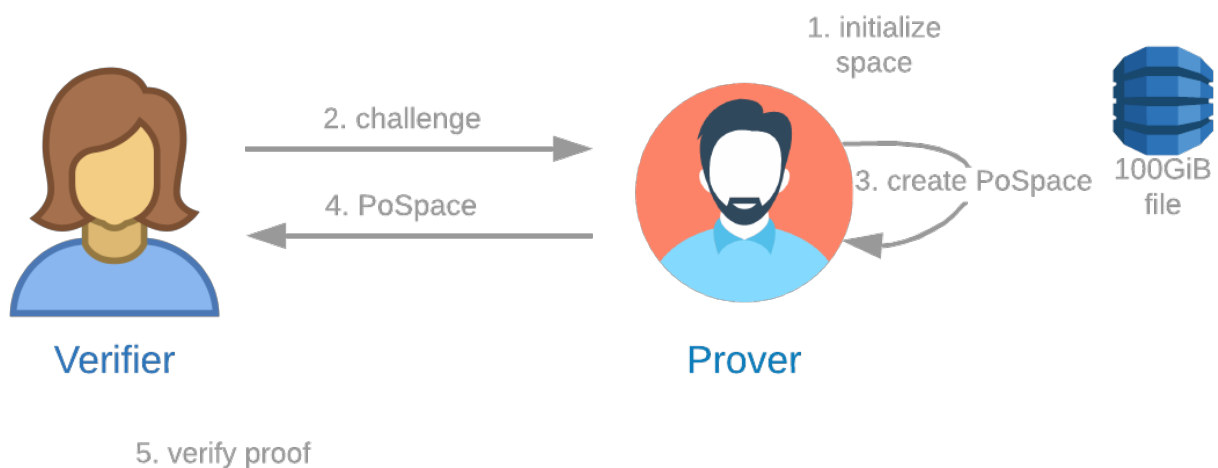 1. initialize
space
2. challenge
3. create PoSpace
100GiB
file
4. PoSpace
Verifier
Prover
5. verify proof